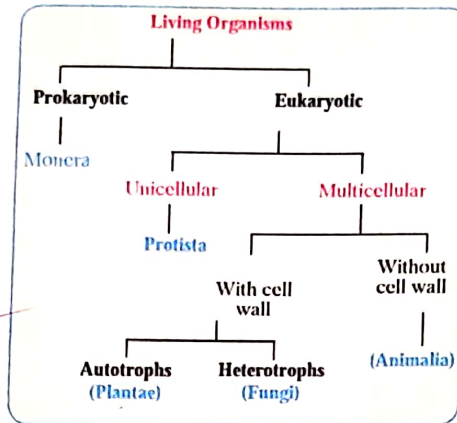 Living Organisms
Prokaryotic Eukaryotic
Monera
Unicellular Multicellular
Protista
With cell
wall
Without
cell wall
Autotrophs Heterotrophs
(Plantae) (Fungi)
(Animalia)